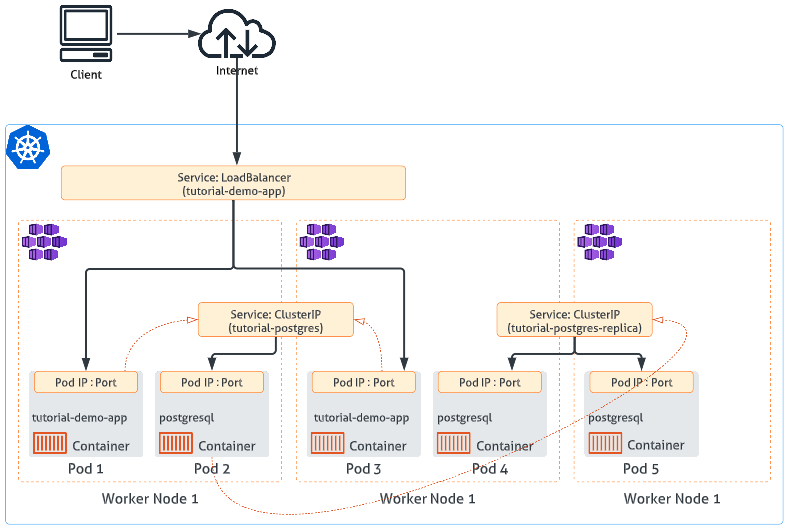 Client
Internet
Service: LoadBalancer
(tutorial-demo-app)
Service: ClusterIP
(tutorial-postgres)
Service: ClusterIP
(tutorial-postgres-replica)
Pod IP : Port
Pod IP : Port
Pod IP : Port
Pod IP : Port
Pod IP : Port
tutorial-demo-app
postgresql
tutorial-demo-app
postgresql
postgresql
Container
Container
Container
Container
Container
Pod 1
Pod 2
Pod 3
Pod 4
Pod 5
Worker Node 1
Worker Node 1
Worker Node 1